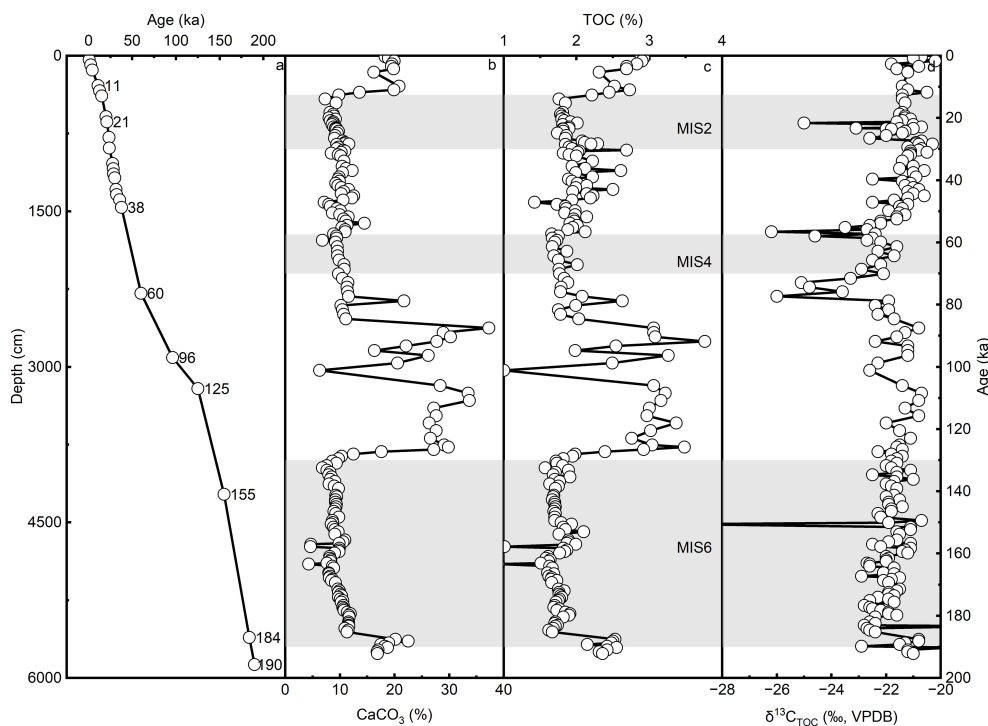 Age (ka)
TOC (%)
0 50 100 150 200
1 2 3 4
0
1500
3000
4500
6000
Depth (cm)
a
b
c
d
11
21
38
60
96
125
155
184
190
MIS2
MIS4
MIS6
0
20
40
60
80
100
120
140
160
180
200
Age (ka)
0 10 20 30 40
−28 −26 −24 −22 −20
CaCO₃ (%)
δ¹³C_TOC (‰, VPDB)